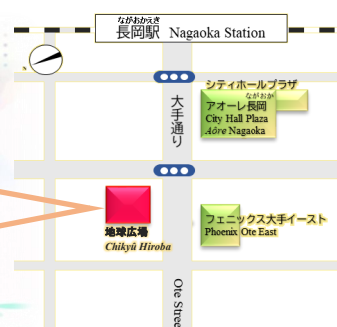 ながおかえき
長岡駅 Nagaoka Station
N
シティホールプラザ
ながおか
アオーレ長岡
City Hall Plaza
Aōre Nagaoka
大手通り
地球広場
Chikyū Hiroba
フェニックス大手イースト
Phoenix Ote East
Ote Stree